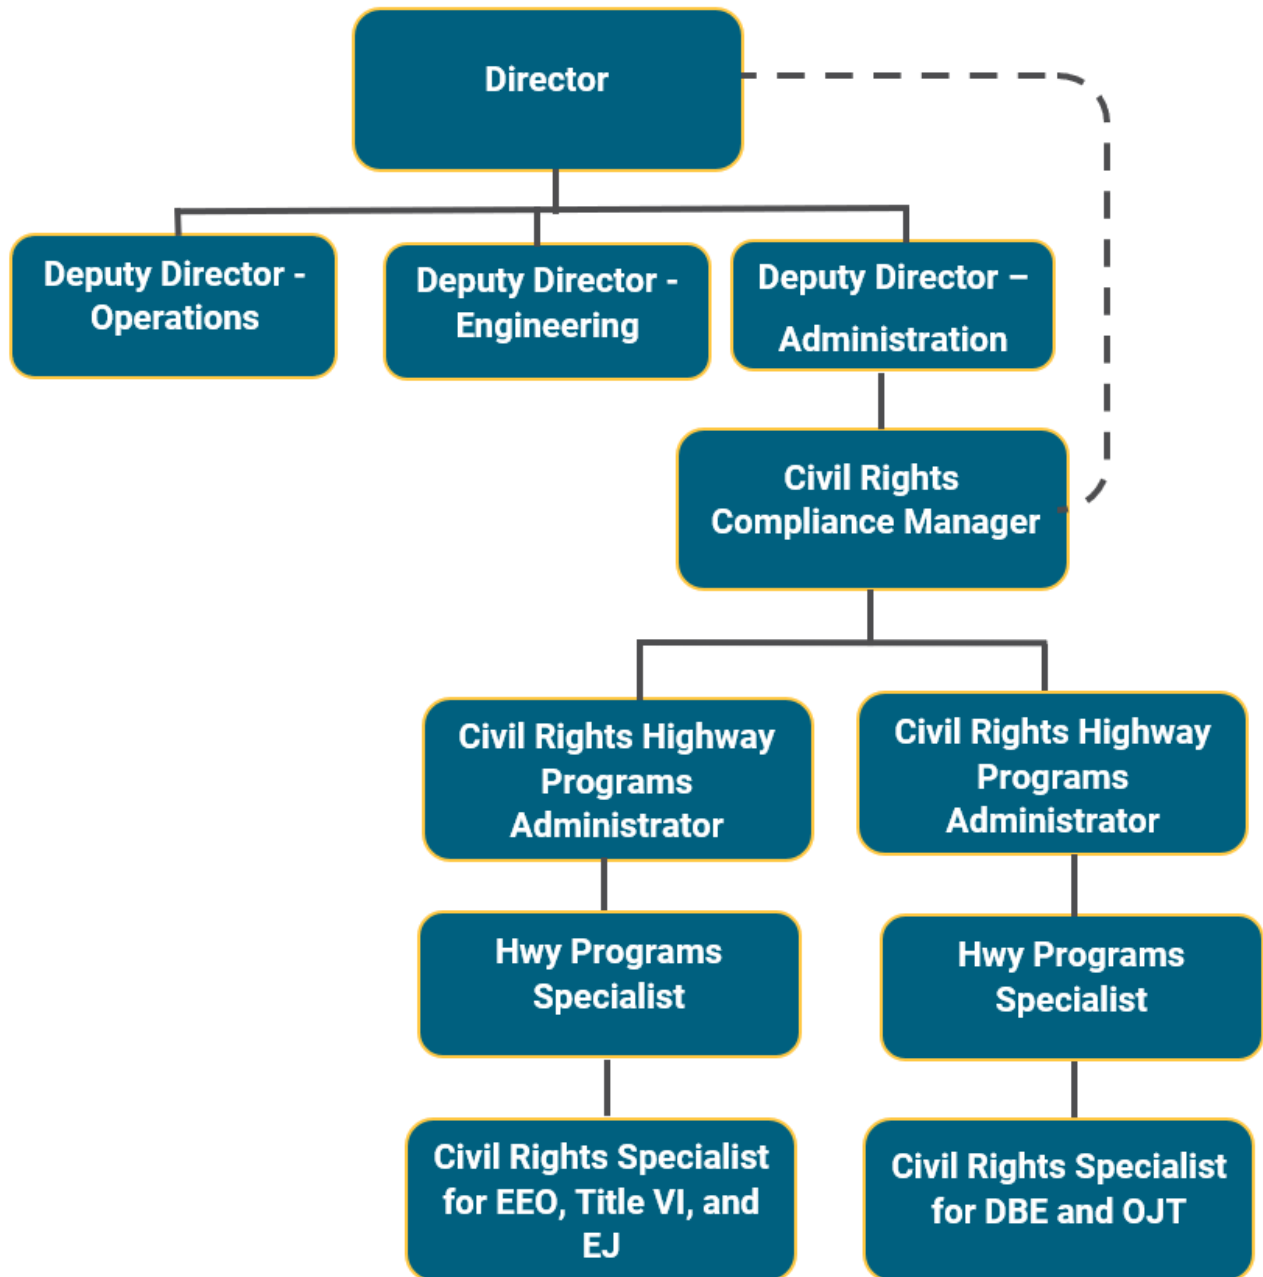 Director
Deputy Director -
Operations
Deputy Director -
Engineering
Deputy Director –
Administration
Civil Rights
Compliance Manager
Civil Rights Highway
Programs
Administrator
Civil Rights Highway
Programs
Administrator
Hwy Programs
Specialist
Hwy Programs
Specialist
Civil Rights Specialist
for EEO, Title VI, and
EJ
Civil Rights Specialist
for DBE and OJT